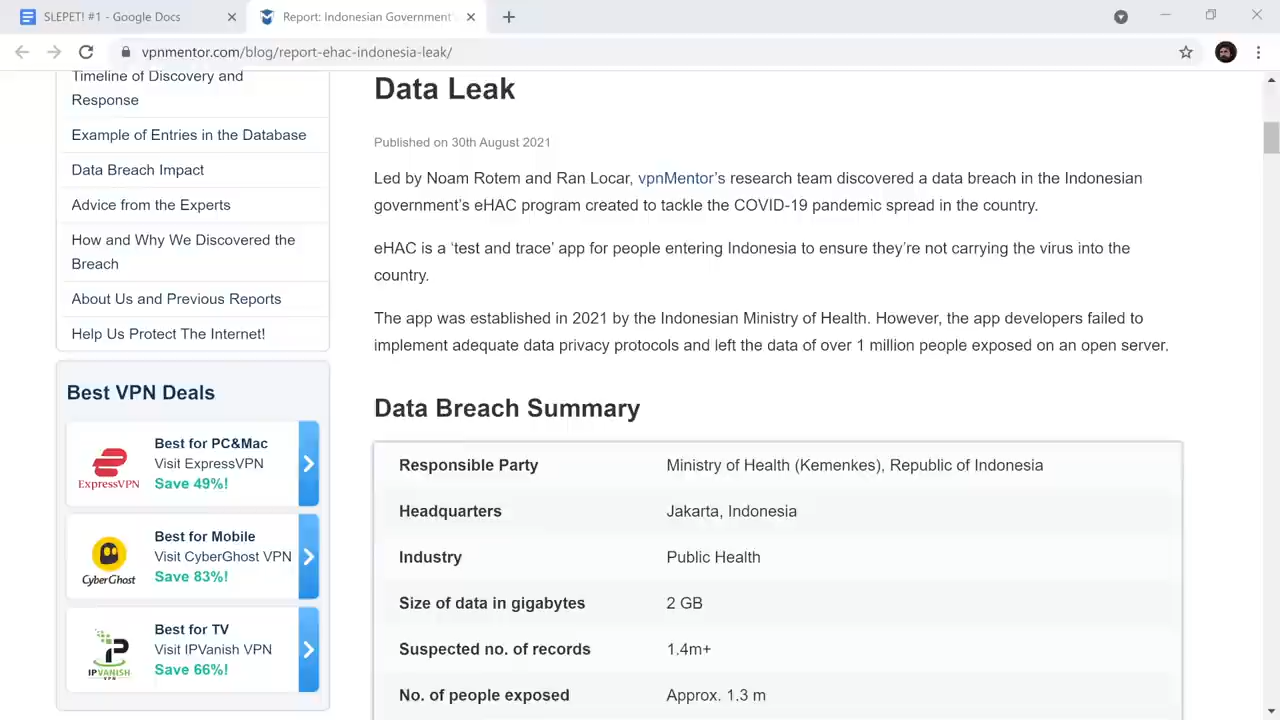 SLEPET! #1 - Google Docs
Report: Indonesian Government'
vpnmentor.com/blog/report-ehac-indonesia-leak/
Timeline of Discovery and
Response
Example of Entries in the Database
Data Breach Impact
Advice from the Experts
How and Why We Discovered the
Breach
About Us and Previous Reports
Help Us Protect The Internet!
Best VPN Deals
ExpressVPN
Best for PC&Mac
Visit ExpressVPN
Save 49%!
CyberGhost
Best for Mobile
Visit CyberGhost VPN
Save 83%!
IPVANISH
VPN
Best for TV
Visit IPVanish VPN
Save 66%!
Data Leak
Published on 30th August 2021
Led by Noam Rotem and Ran Locar, vpnMentor’s research team discovered a data breach in the Indonesian
government’s eHAC program created to tackle the COVID-19 pandemic spread in the country.
eHAC is a ‘test and trace’ app for people entering Indonesia to ensure they’re not carrying the virus into the
country.
The app was established in 2021 by the Indonesian Ministry of Health. However, the app developers failed to
implement adequate data privacy protocols and left the data of over 1 million people exposed on an open server.
Data Breach Summary
Responsible Party Ministry of Health (Kemenkes), Republic of Indonesia
Headquarters Jakarta, Indonesia
Industry Public Health
Size of data in gigabytes 2 GB
Suspected no. of records 1.4m+
No. of people exposed Approx. 1.3 m